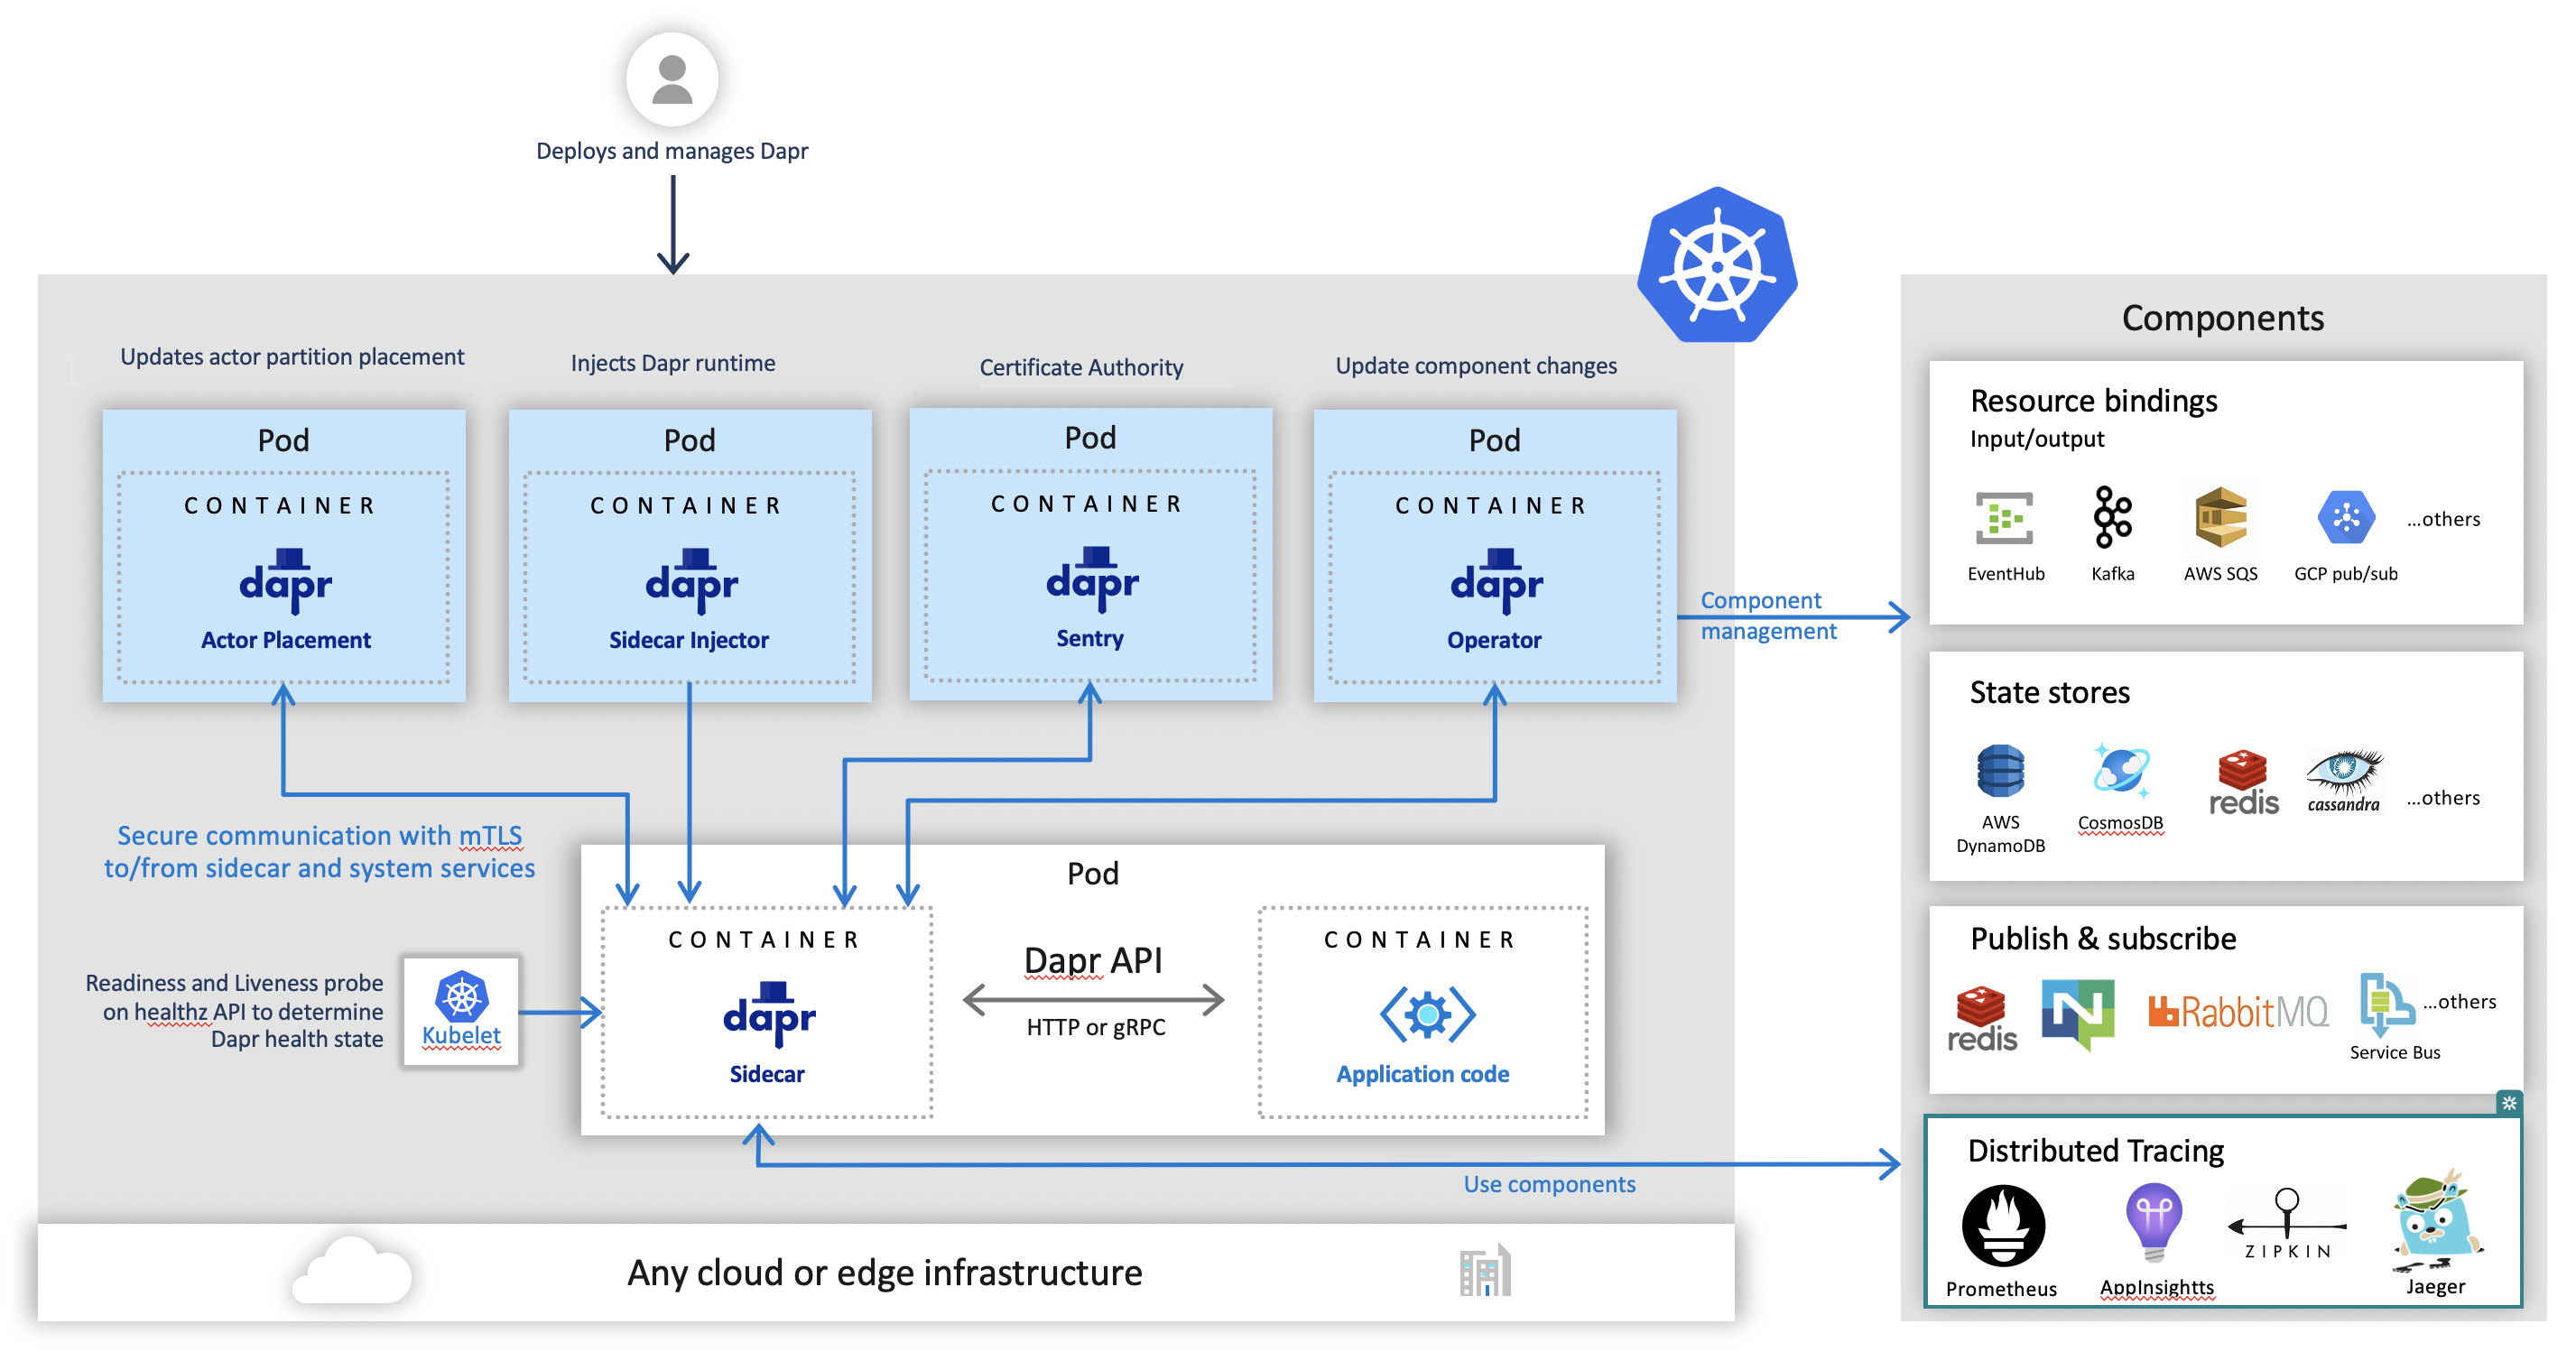 Deploys and manages Dapr
1
Updates actor partition placement
Injects Dapr runtime
Certificate Authority
Update component changes
Pod
CONTAINER
dapr
Actor Placement
Pod
CONTAINER
dapr
Sidecar Injector
Pod
CONTAINER
dapr
Sentry
Pod
CONTAINER
dapr
Operator
Component
management
Secure communication with mTLS
to/from sidecar and system services
Readiness and Liveness probe
on healthz API to determine
Dapr health state
Kubelet
Pod
CONTAINER
dapr
Sidecar
Dapr API
HTTP or gRPC
CONTAINER
Application code
Use components
Any cloud or edge infrastructure
Components
Resource bindings
Input/output
EventHub
Kafka
AWS SQS
GCP pub/sub
...others
State stores
AWS
DynamoDB
CosmosDB
redis
cassandra
...others
Publish & subscribe
redis
N
RabbitMQ
Service Bus
...others
Distributed Tracing
Prometheus
AppInsightts
ZIPKIN
Jaeger